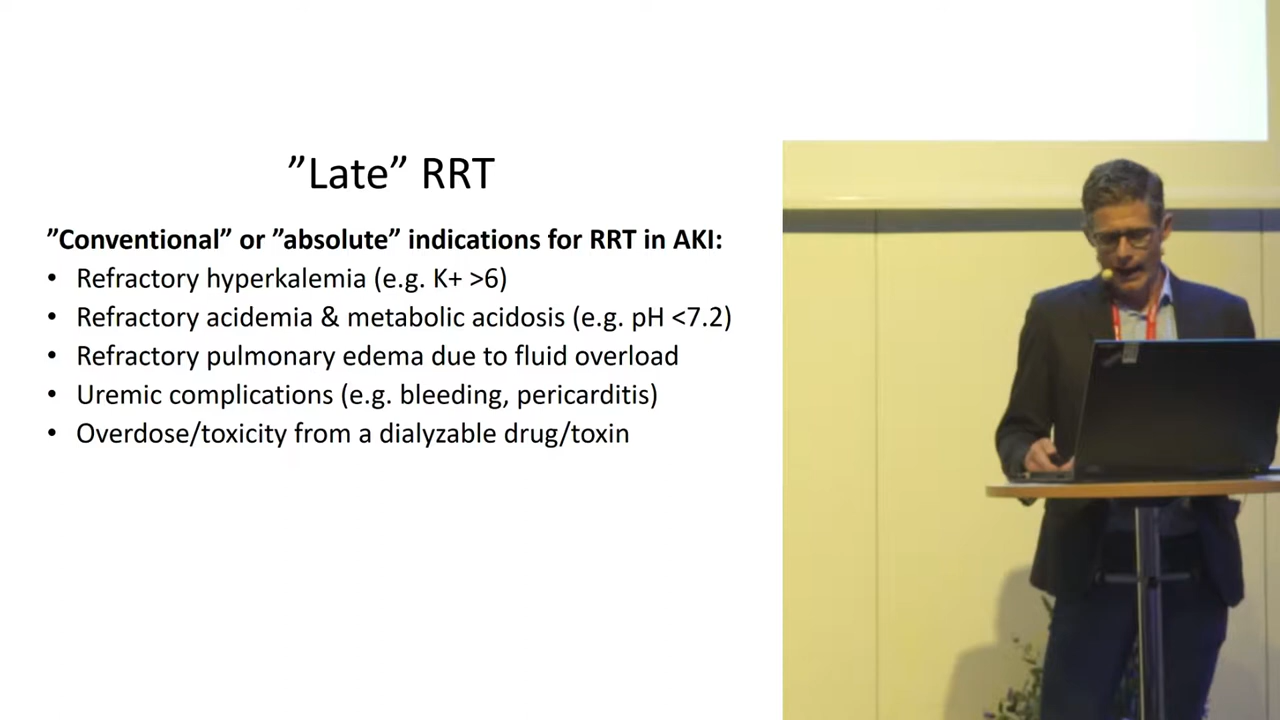 ”Late” RRT
”Conventional” or ”absolute” indications for RRT in AKI:
• Refractory hyperkalemia (e.g. K+ >6)
• Refractory acidemia & metabolic acidosis (e.g. pH <7.2)
• Refractory pulmonary edema due to fluid overload
• Uremic complications (e.g. bleeding, pericarditis)
• Overdose/toxicity from a dialyzable drug/toxin